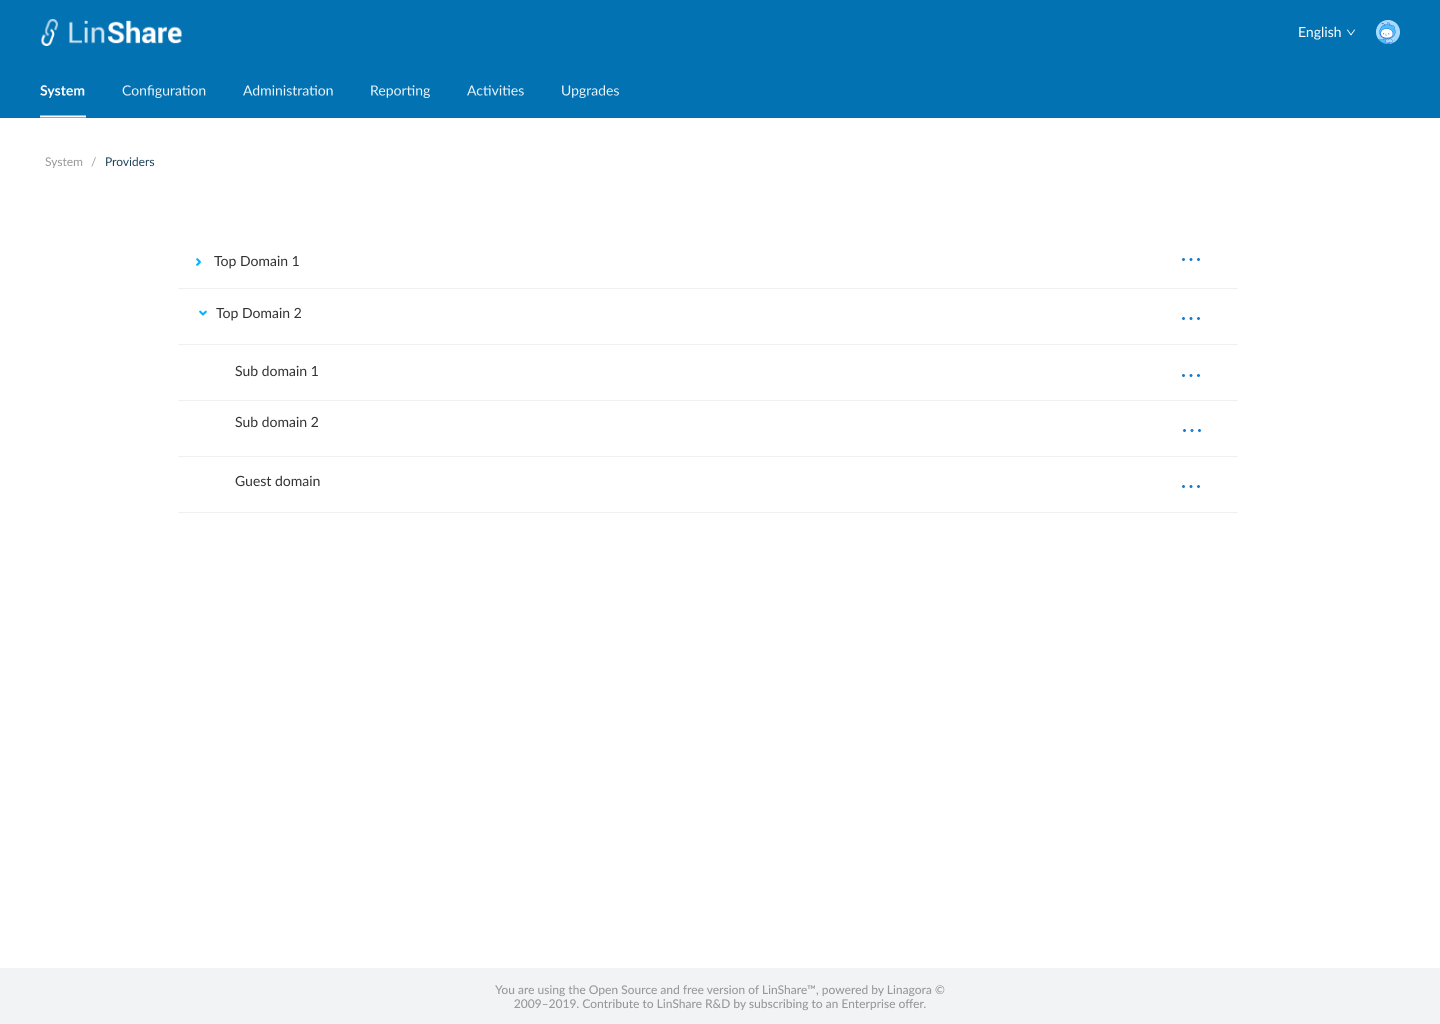 LinShare
English
System Configuration Administration Reporting Activities Upgrades
System / Providers
Top Domain 1
Top Domain 2
Sub domain 1
Sub domain 2
Guest domain
You are using the Open Source and free version of LinShare™, powered by Linagora ©
2009–2019. Contribute to LinShare R&D by subscribing to an Enterprise offer.